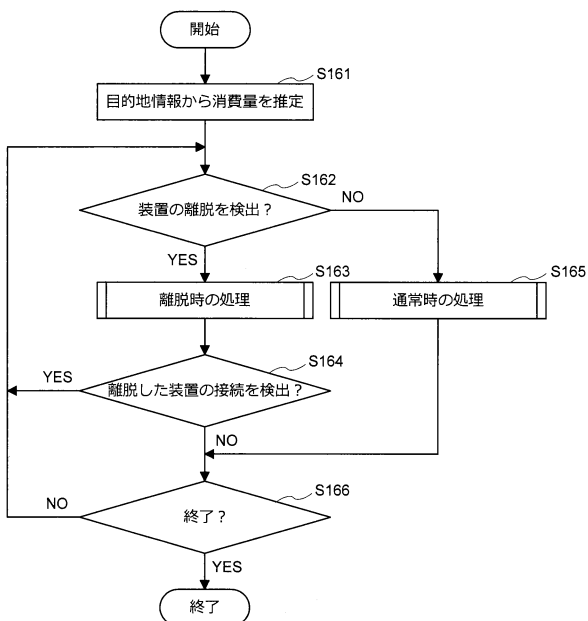 開始
S161
目的地情報から消費量を推定
S162
装置の離脱を検出？
NO
YES
S163
離脱時の処理
S165
通常時の処理
S164
離脱した装置の接続を検出？
YES
NO
S166
終了？
NO
YES
終了